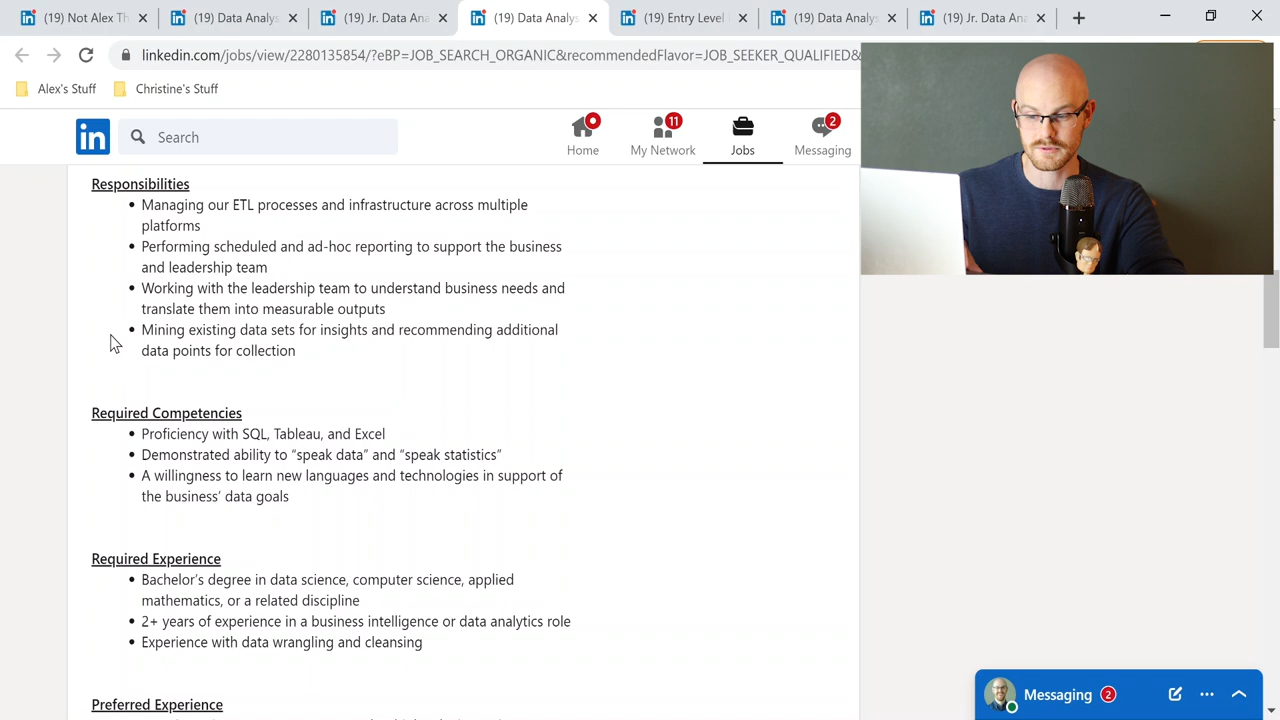 (19) Not Alex Th
(19) Data Analys
(19) Jr. Data Ana
(19) Data Analys
(19) Entry Level
(19) Data Analys
(19) Jr. Data Ana
linkedin.com/jobs/view/2280135854/?eBP=JOB_SEARCH_ORGANIC&recommendedFlavor=JOB_SEEKER_QUALIFIED&
Alex's Stuff
Christine's Stuff
in
Search
11
2
Home
My Network
Jobs
Messaging
Responsibilities
• Managing our ETL processes and infrastructure across multiple
platforms
• Performing scheduled and ad-hoc reporting to support the business
and leadership team
• Working with the leadership team to understand business needs and
translate them into measurable outputs
• Mining existing data sets for insights and recommending additional
data points for collection
Required Competencies
• Proficiency with SQL, Tableau, and Excel
• Demonstrated ability to “speak data” and “speak statistics”
• A willingness to learn new languages and technologies in support of
the business’ data goals
Required Experience
• Bachelor’s degree in data science, computer science, applied
mathematics, or a related discipline
• 2+ years of experience in a business intelligence or data analytics role
• Experience with data wrangling and cleansing
Preferred Experience
Messaging 2